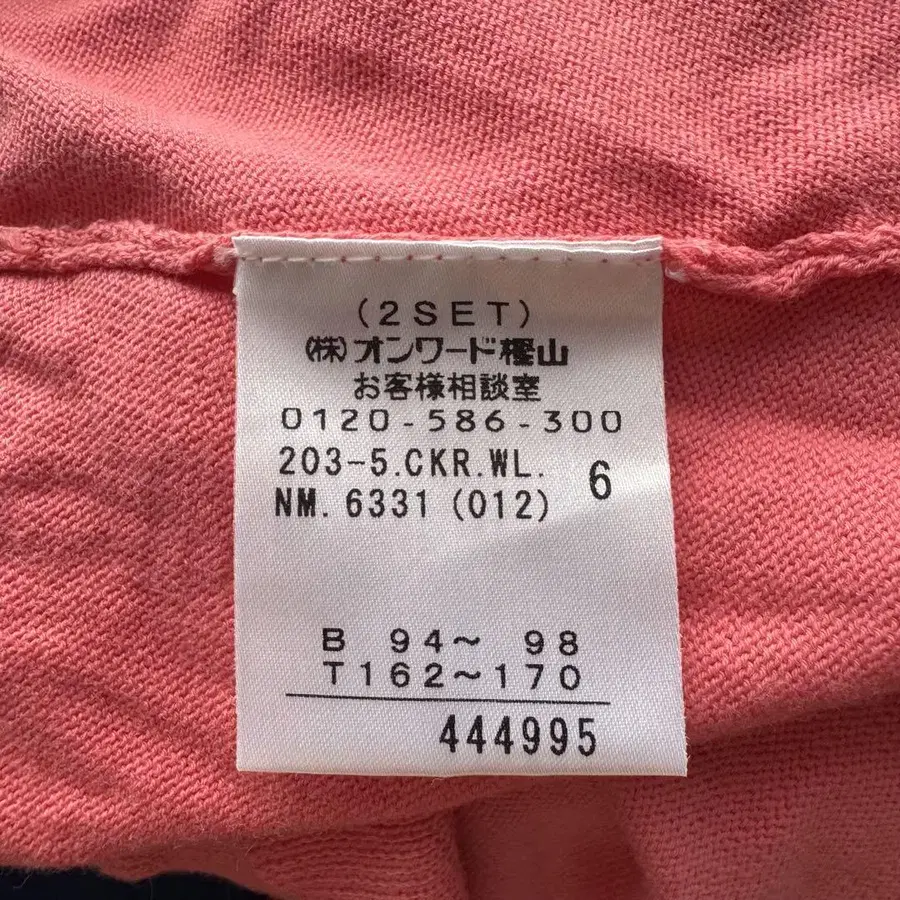 (2SET)
(株)オンワード樫山
お客様相談室
0120-586-300
203-5.CKR.WL. 6
NM. 6331 (012)
B 94〜 98
T162〜170
444995